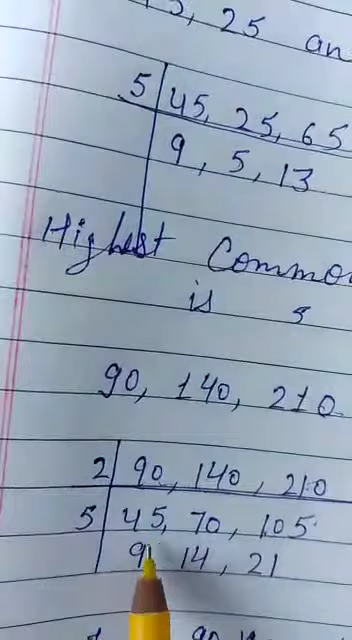 25 an
5 45, 25, 65
9, 5, 13
Highest Commo
is 5
90, 140, 210
2 90, 140, 210
5 45, 70, 105
9 14, 21